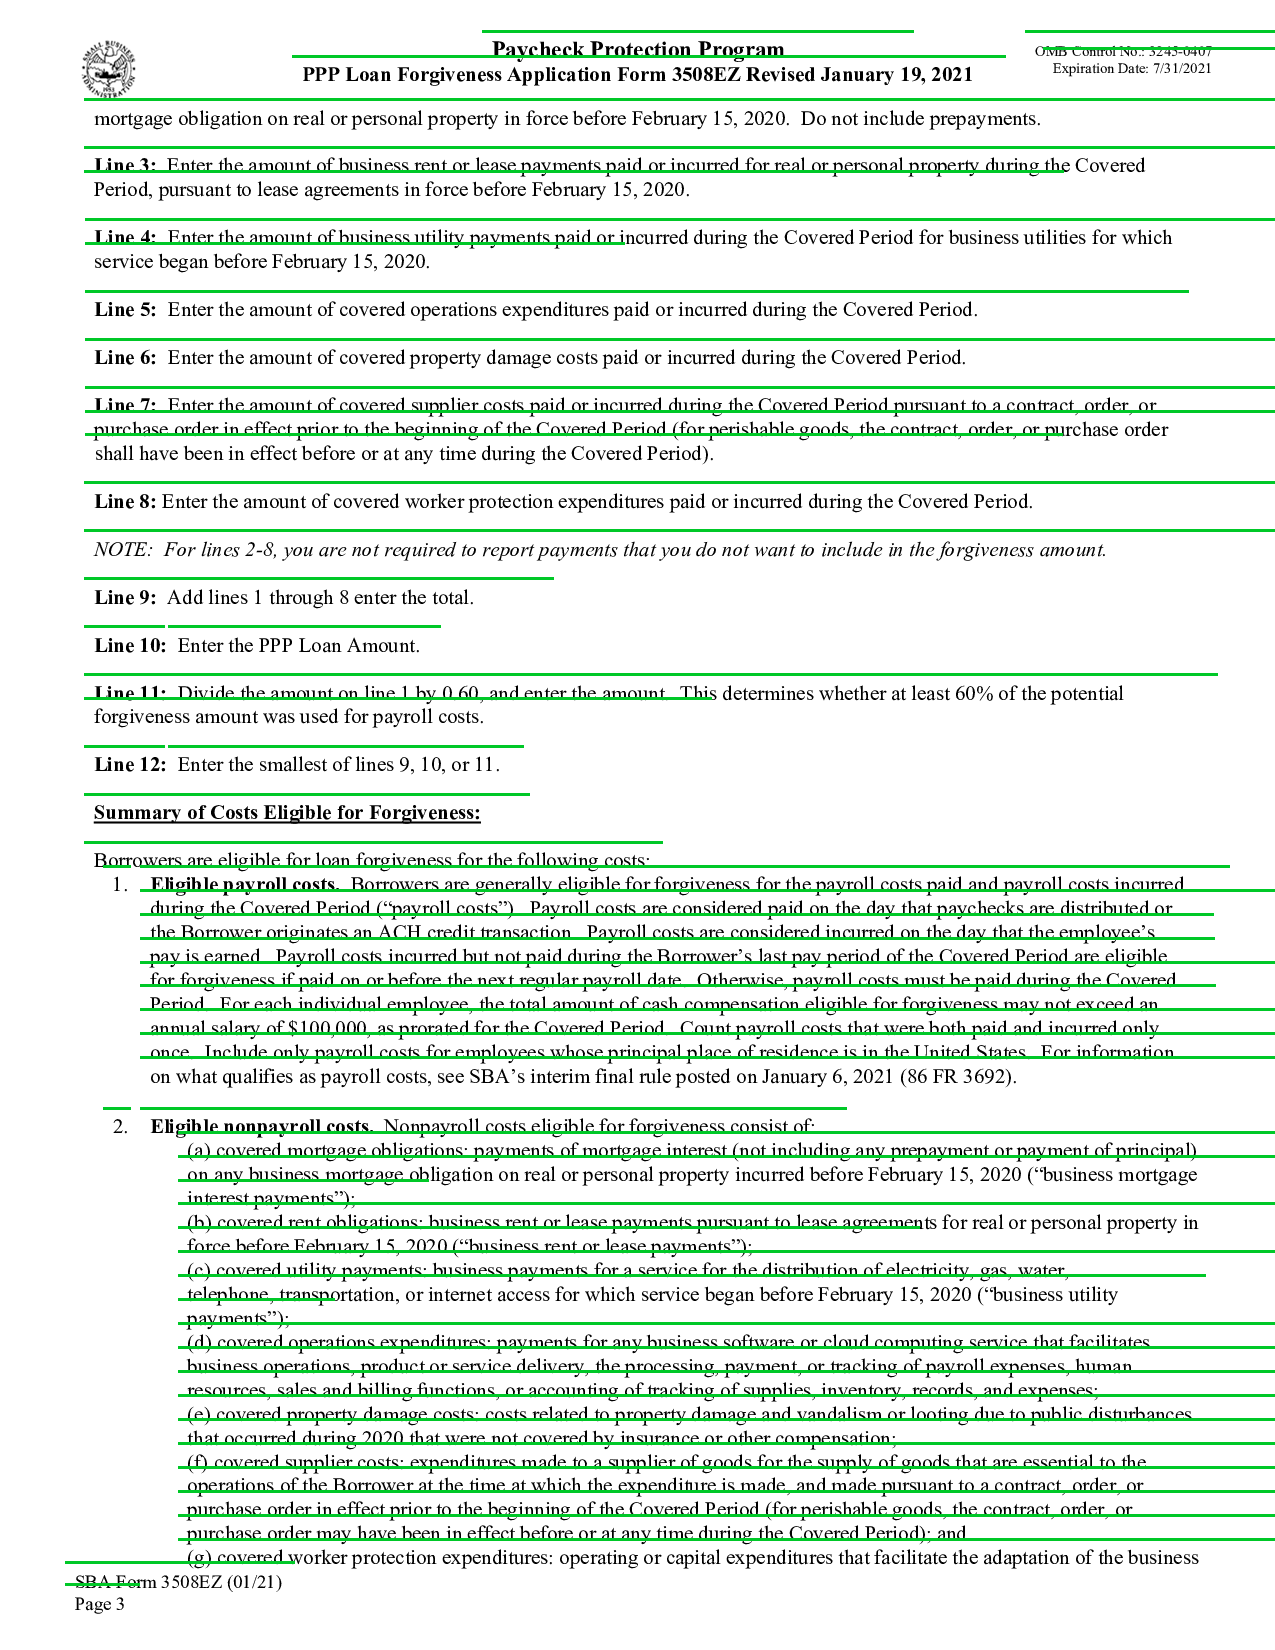 Paycheck Protection Program
OMB Control No.: 3245-0407
PPP Loan Forgiveness Application Form 3508EZ Revised January 19, 2021
Expiration Date: 7/31/2021
mortgage obligation on real or personal property in force before February 15, 2020.  Do not include prepayments.
Line 3:  Enter the amount of business rent or lease payments paid or incurred for real or personal property during the Covered
Period, pursuant to lease agreements in force before February 15, 2020.
Line 4:  Enter the amount of business utility payments paid or incurred during the Covered Period for business utilities for which
service began before February 15, 2020.
Line 5:  Enter the amount of covered operations expenditures paid or incurred during the Covered Period.
Line 6:  Enter the amount of covered property damage costs paid or incurred during the Covered Period.
Line 7:  Enter the amount of covered supplier costs paid or incurred during the Covered Period pursuant to a contract, order, or
purchase order in effect prior to the beginning of the Covered Period (for perishable goods, the contract, order, or purchase order
shall have been in effect before or at any time during the Covered Period).
Line 8: Enter the amount of covered worker protection expenditures paid or incurred during the Covered Period.
NOTE:  For lines 2-8, you are not required to report payments that you do not want to include in the forgiveness amount.
Line 9:  Add lines 1 through 8 enter the total.
Line 10:  Enter the PPP Loan Amount.
Line 11:  Divide the amount on line 1 by 0.60, and enter the amount.  This determines whether at least 60% of the potential
forgiveness amount was used for payroll costs.
Line 12:  Enter the smallest of lines 9, 10, or 11.
Summary of Costs Eligible for Forgiveness:
Borrowers are eligible for loan forgiveness for the following costs:
1. Eligible payroll costs.  Borrowers are generally eligible for forgiveness for the payroll costs paid and payroll costs incurred
during the Covered Period (“payroll costs”).  Payroll costs are considered paid on the day that paychecks are distributed or
the Borrower originates an ACH credit transaction.  Payroll costs are considered incurred on the day that the employee’s
pay is earned.  Payroll costs incurred but not paid during the Borrower’s last pay period of the Covered Period are eligible
for forgiveness if paid on or before the next regular payroll date.  Otherwise, payroll costs must be paid during the Covered
Period.  For each individual employee, the total amount of cash compensation eligible for forgiveness may not exceed an
annual salary of $100,000, as prorated for the Covered Period.  Count payroll costs that were both paid and incurred only
once.  Include only payroll costs for employees whose principal place of residence is in the United States.  For information
on what qualifies as payroll costs, see SBA’s interim final rule posted on January 6, 2021 (86 FR 3692).
2. Eligible nonpayroll costs.  Nonpayroll costs eligible for forgiveness consist of:
(a) covered mortgage obligations: payments of mortgage interest (not including any prepayment or payment of principal)
on any business mortgage obligation on real or personal property incurred before February 15, 2020 (“business mortgage
interest payments”);
(b) covered rent obligations: business rent or lease payments pursuant to lease agreements for real or personal property in
force before February 15, 2020 (“business rent or lease payments”);
(c) covered utility payments: business payments for a service for the distribution of electricity, gas, water,
telephone, transportation, or internet access for which service began before February 15, 2020 (“business utility
payments”);
(d) covered operations expenditures: payments for any business software or cloud computing service that facilitates
business operations, product or service delivery, the processing, payment, or tracking of payroll expenses, human
resources, sales and billing functions, or accounting of tracking of supplies, inventory, records, and expenses;
(e) covered property damage costs: costs related to property damage and vandalism or looting due to public disturbances
that occurred during 2020 that were not covered by insurance or other compensation;
(f) covered supplier costs: expenditures made to a supplier of goods for the supply of goods that are essential to the
operations of the Borrower at the time at which the expenditure is made, and made pursuant to a contract, order, or
purchase order in effect prior to the beginning of the Covered Period (for perishable goods, the contract, order, or
purchase order may have been in effect before or at any time during the Covered Period); and
(g) covered worker protection expenditures: operating or capital expenditures that facilitate the adaptation of the business
SBA Form 3508EZ (01/21)
Page 3